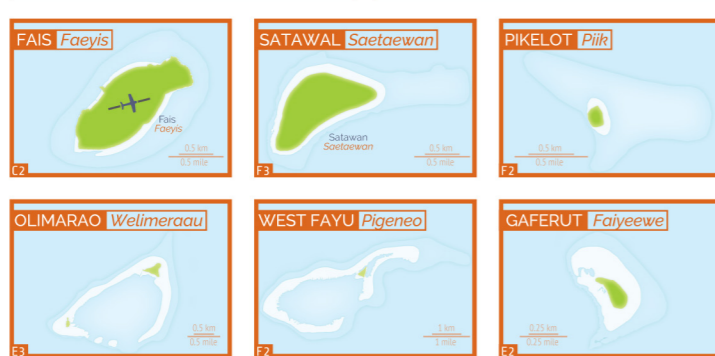 FAIS Faeyis
Fais
Faeyis
0.5 km
0.5 mile
C2
SATAWAL Saetaewan
Satawan
Saetaewan
0.5 km
0.5 mile
F3
PIKELOT Piik
0.5 km
0.5 mile
F2
OLIMARAO Welimeraau
0.5 km
0.5 mile
E3
WEST FAYU Pigeneo
1 km
1 mile
F2
GAFERUT Faiyeewe
0.25 km
0.25 mile
E2